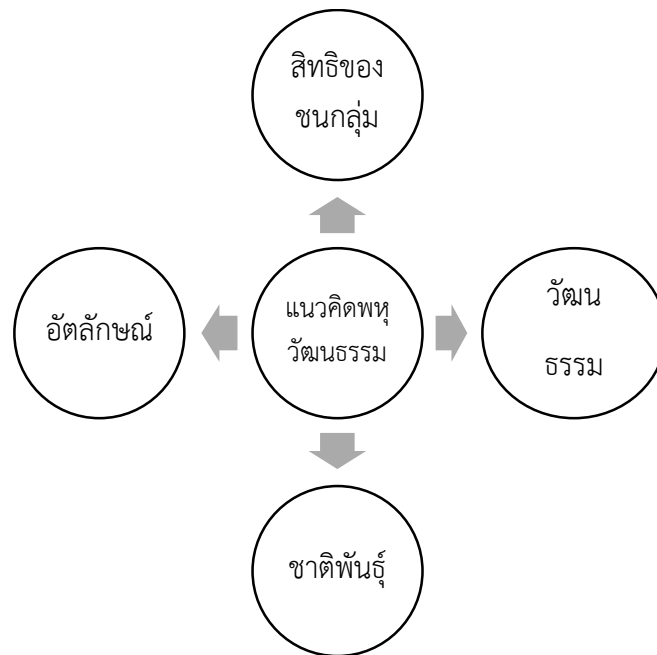 สิทธิของ
ชนกลุ่ม
อัตลักษณ์
แนวคิดพหุ
วัฒนธรรม
วัฒน
ธรรม
ชาติพันธุ์